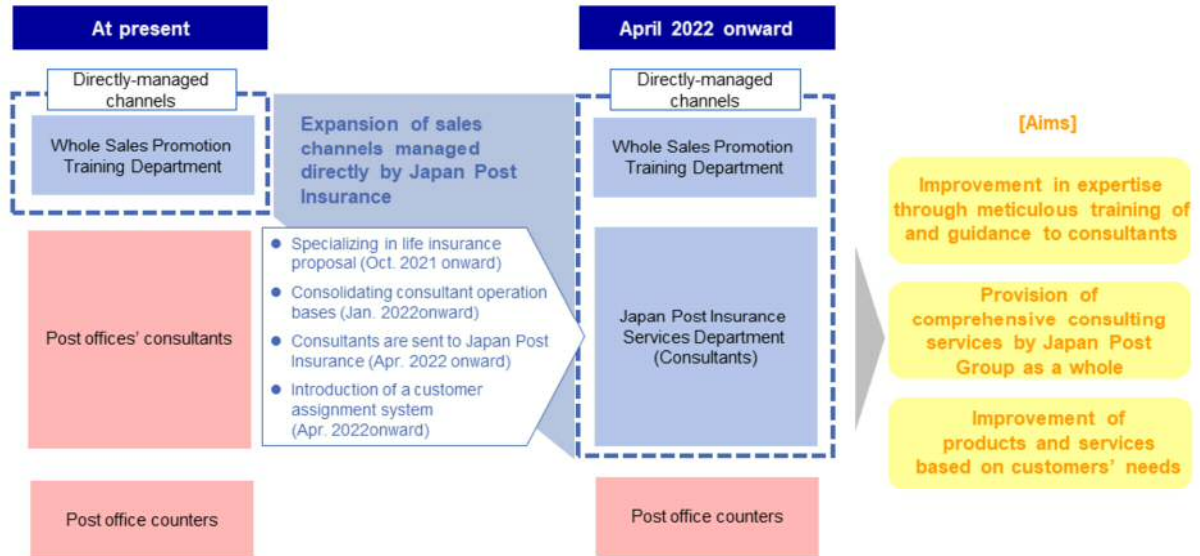 At present
Directly-managed
channels
Whole Sales Promotion
Training Department
Post offices' consultants
Post office counters
Expansion of sales
channels managed
directly by Japan Post
Insurance
● Specializing in life insurance
proposal (Oct. 2021 onward)
● Consolidating consultant operation
bases (Jan. 2022onward)
● Consultants are sent to Japan Post
Insurance (Apr. 2022 onward)
● Introduction of a customer
assignment system
(Apr. 2022onward)
April 2022 onward
Directly-managed
channels
Whole Sales Promotion
Training Department
Japan Post Insurance
Services Department
(Consultants)
Post office counters
[Aims]
Improvement in expertise
through meticulous training of
and guidance to consultants
Provision of
comprehensive consulting
services by Japan Post
Group as a whole
Improvement of
products and services
based on customers' needs